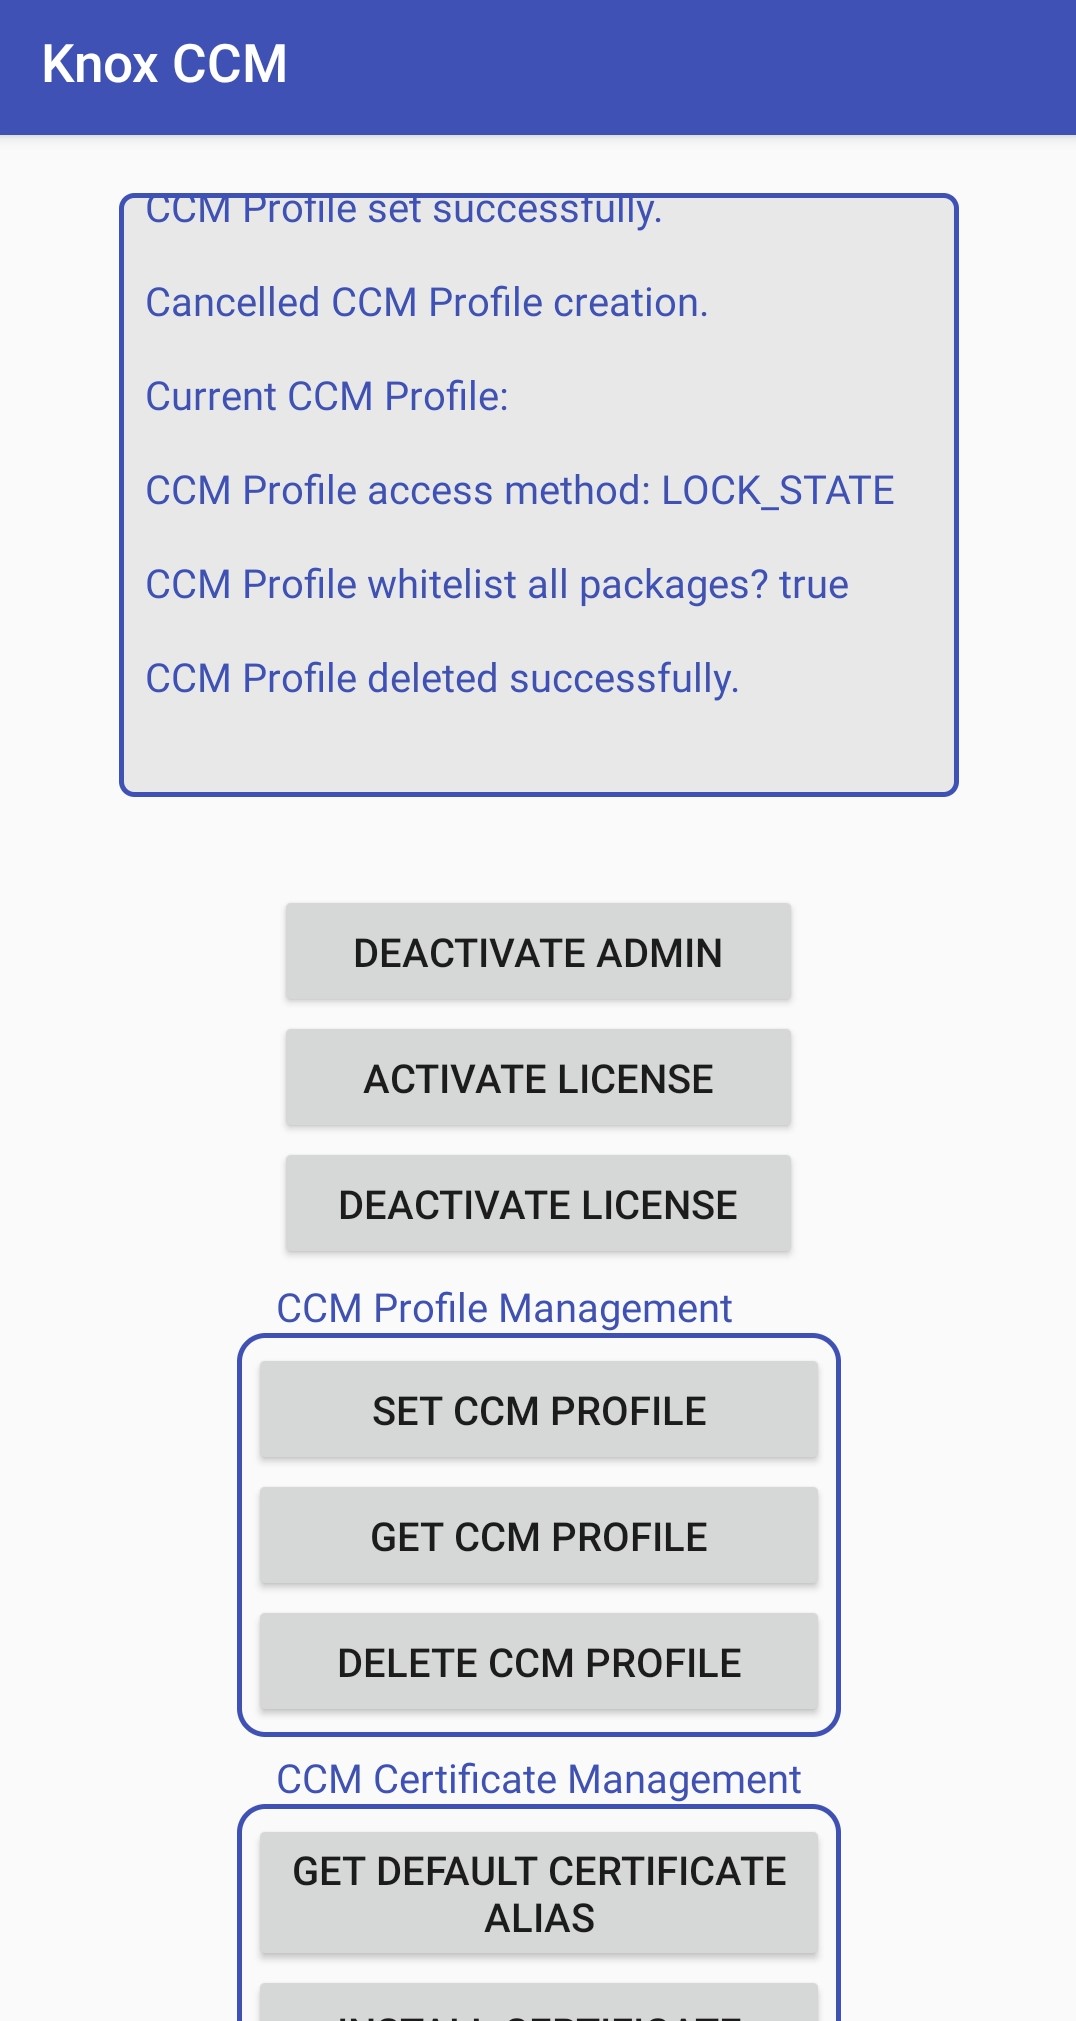 Knox CCM
CCM Profile set successfully.
Cancelled CCM Profile creation.
Current CCM Profile:
CCM Profile access method: LOCK_STATE
CCM Profile whitelist all packages? true
CCM Profile deleted successfully.
DEACTIVATE ADMIN
ACTIVATE LICENSE
DEACTIVATE LICENSE
CCM Profile Management
SET CCM PROFILE
GET CCM PROFILE
DELETE CCM PROFILE
CCM Certificate Management
GET DEFAULT CERTIFICATE
ALIAS
INSTALL CERTIFICATE